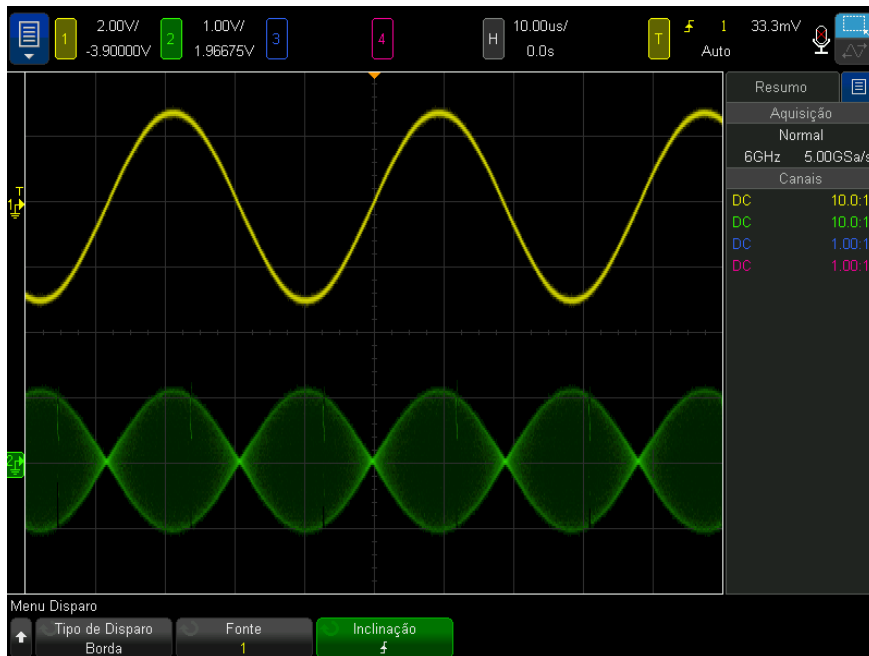 1 2.00V/ 2 1.00V/ 3 4 H 10.00us/ T 1 33.3mV
-3.90000V 1.96675V 0.0s Auto
Resumo
Aquisição
Normal
6GHz 5.00GSa/s
Canais
DC 10.0:1
DC 10.0:1
DC 1.00:1
DC 1.00:1
T
1
2
Menu Disparo
Tipo de Disparo Fonte Inclinação
Borda 1